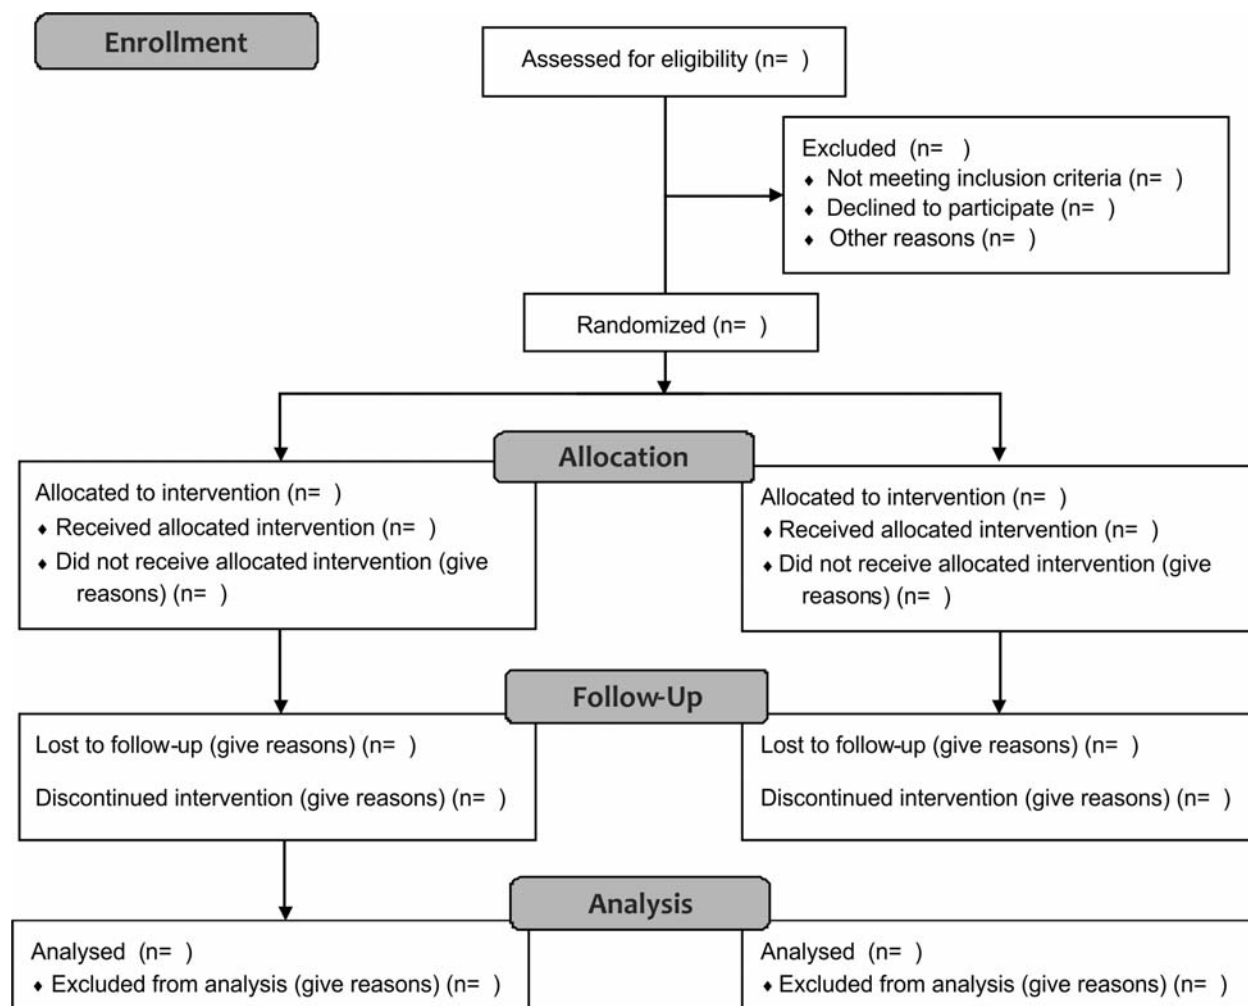 Enrollment
Assessed for eligibility (n=  )
Excluded  (n=   )
♦ Not meeting inclusion criteria (n=  )
♦ Declined to participate (n=  )
♦ Other reasons (n=  )
Randomized (n=  )
Allocation
Allocated to intervention (n=  )
♦ Received allocated intervention (n=  )
♦ Did not receive allocated intervention (give
reasons) (n=  )
Allocated to intervention (n=  )
♦ Received allocated intervention (n=  )
♦ Did not receive allocated intervention (give
reasons) (n=  )
Follow-Up
Lost to follow-up (give reasons) (n=  )
Discontinued intervention (give reasons) (n=  )
Lost to follow-up (give reasons) (n=  )
Discontinued intervention (give reasons) (n=  )
Analysis
Analysed  (n=  )
♦ Excluded from analysis (give reasons) (n=  )
Analysed  (n=  )
♦ Excluded from analysis (give reasons) (n=  )